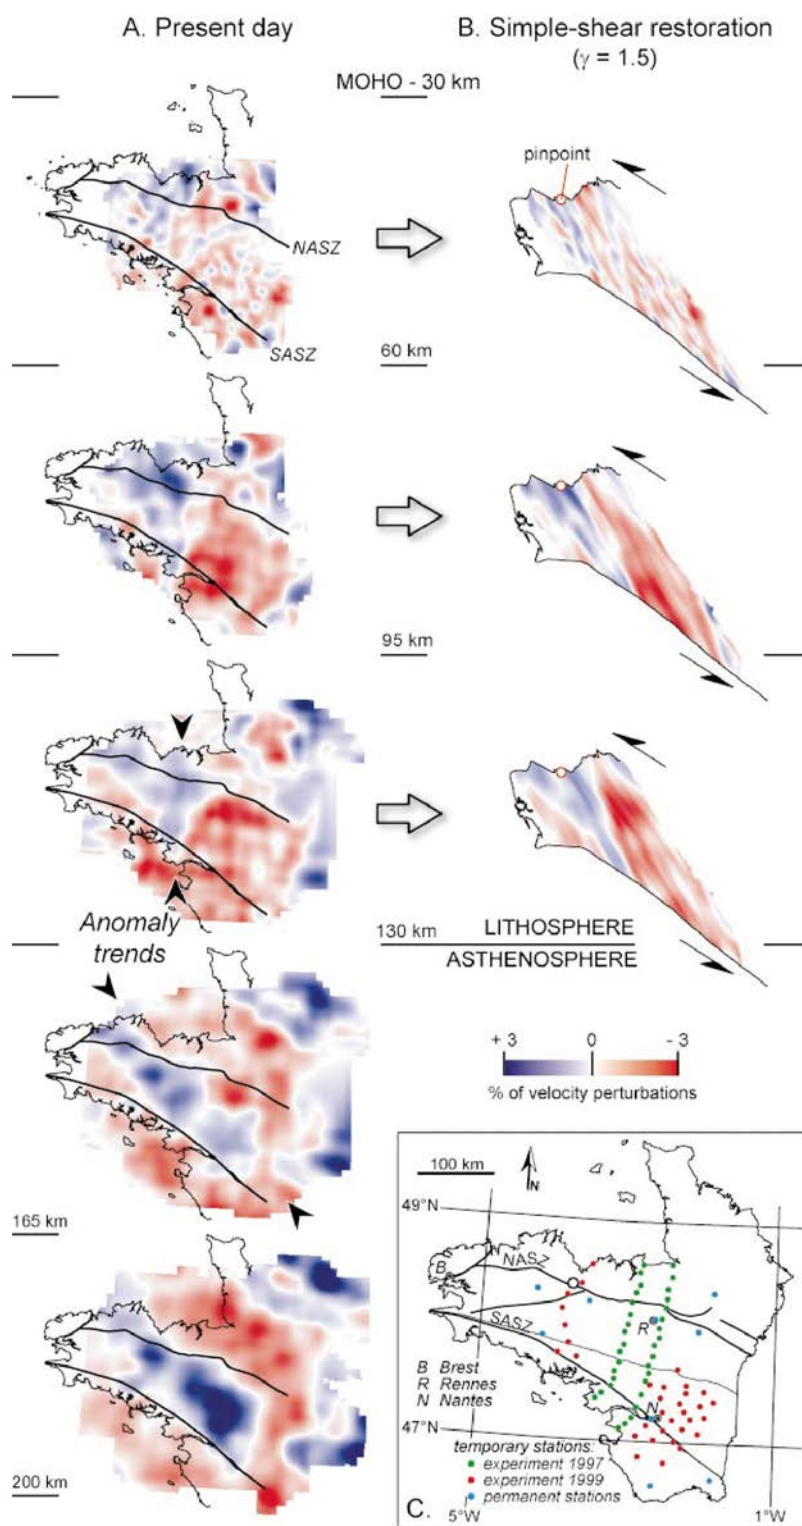 A. Present day
B. Simple-shear restoration
(γ = 1.5)
MOHO - 30 km
pinpoint
NASZ
SASZ
60 km
95 km
Anomaly
trends
130 km
LITHOSPHERE
ASTHENOSPHERE
+ 3 0 - 3
% of velocity perturbations
165 km
100 km
N
49°N
NASZ
B
SASZ
R
B Brest
R Rennes
N Nantes
N
47°N
temporary stations:
experiment 1997
experiment 1999
permanent stations
C.
5°W
1°W
200 km